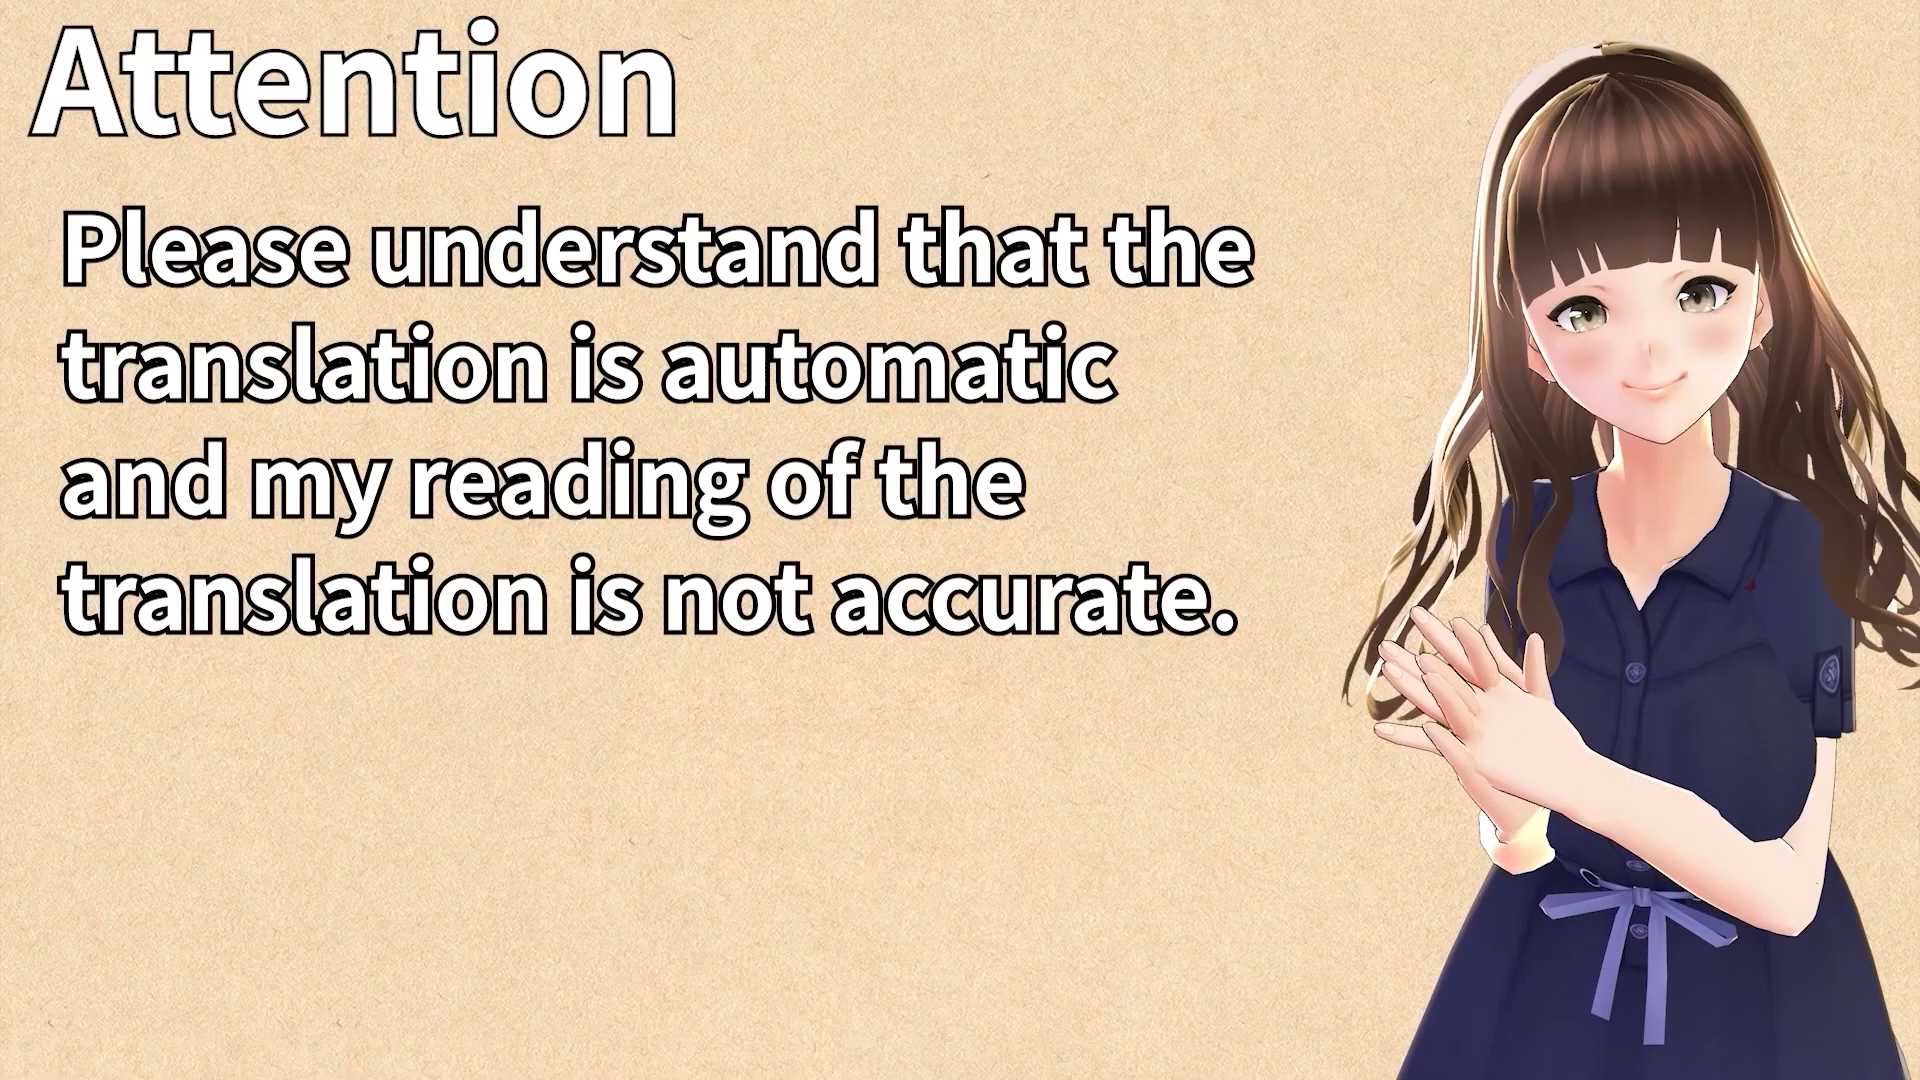 Attention
Please understand that the
translation is automatic
and my reading of the
translation is not accurate.